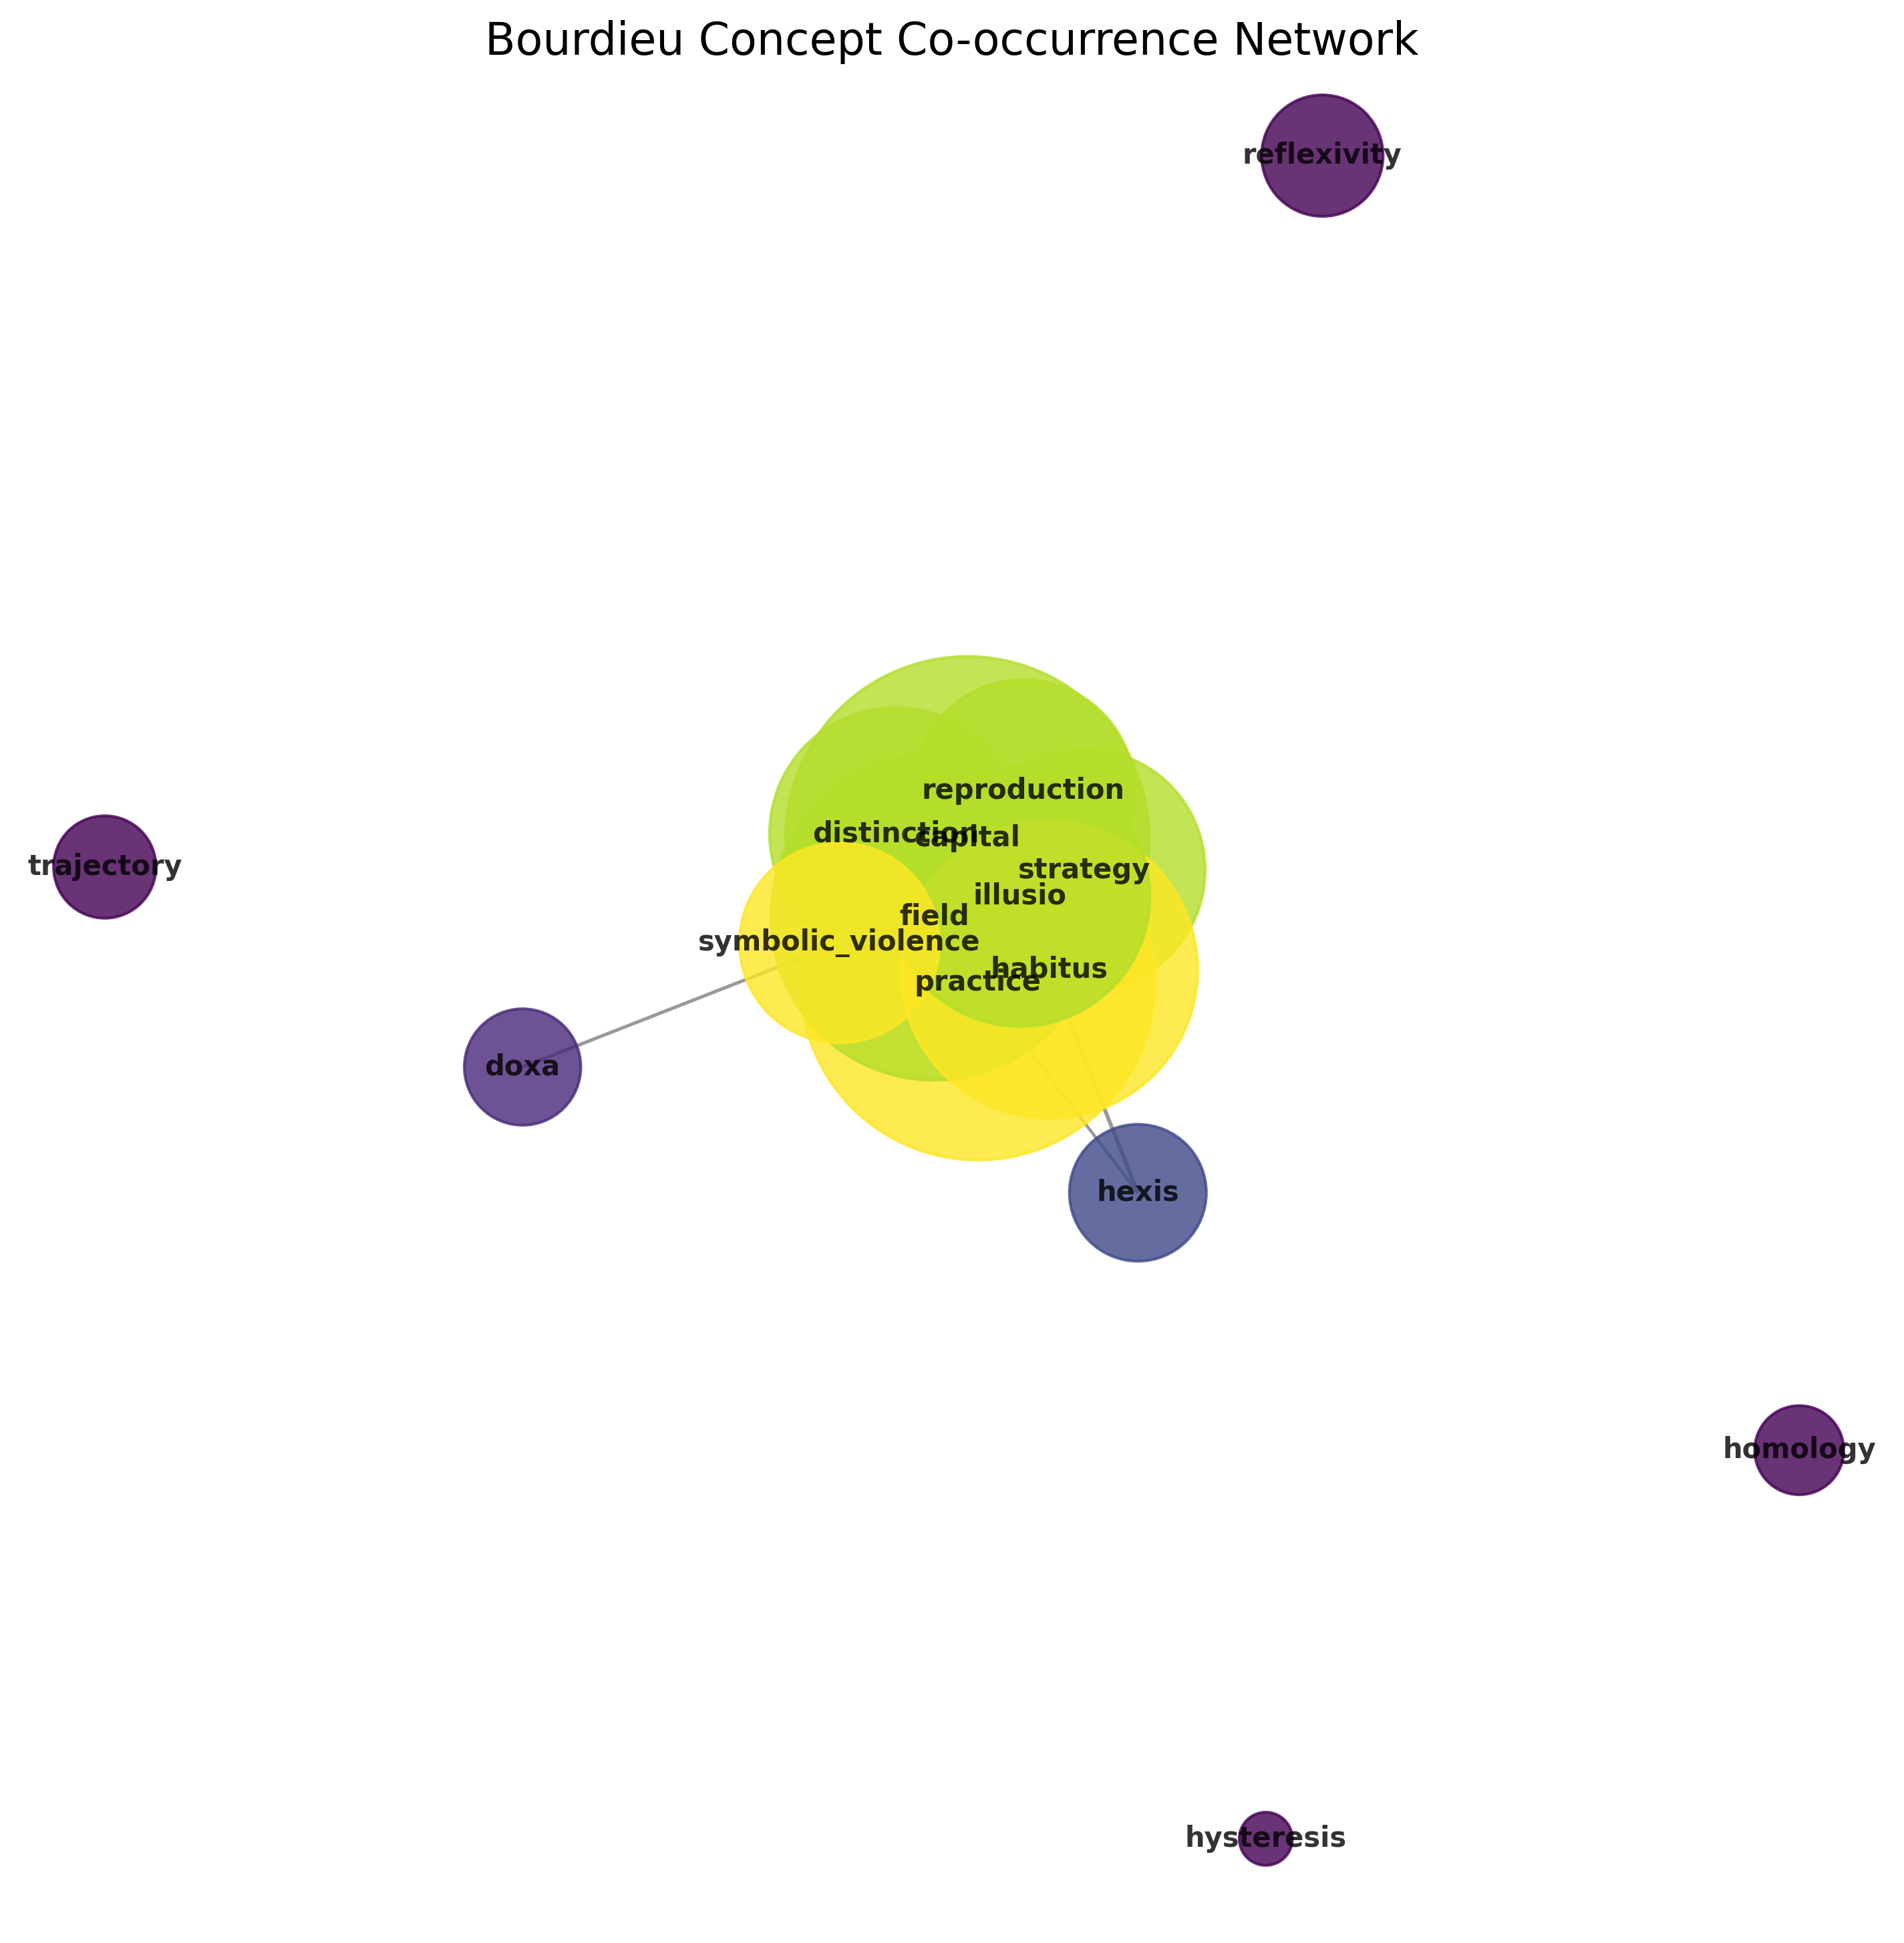 Bourdieu Concept Co-occurrence Network
reflexivity
reproduction
distinction
capital
trajectory
strategy
illusio
field
symbolic_violence
habitus
practice
doxa
hexis
homology
hysteresis